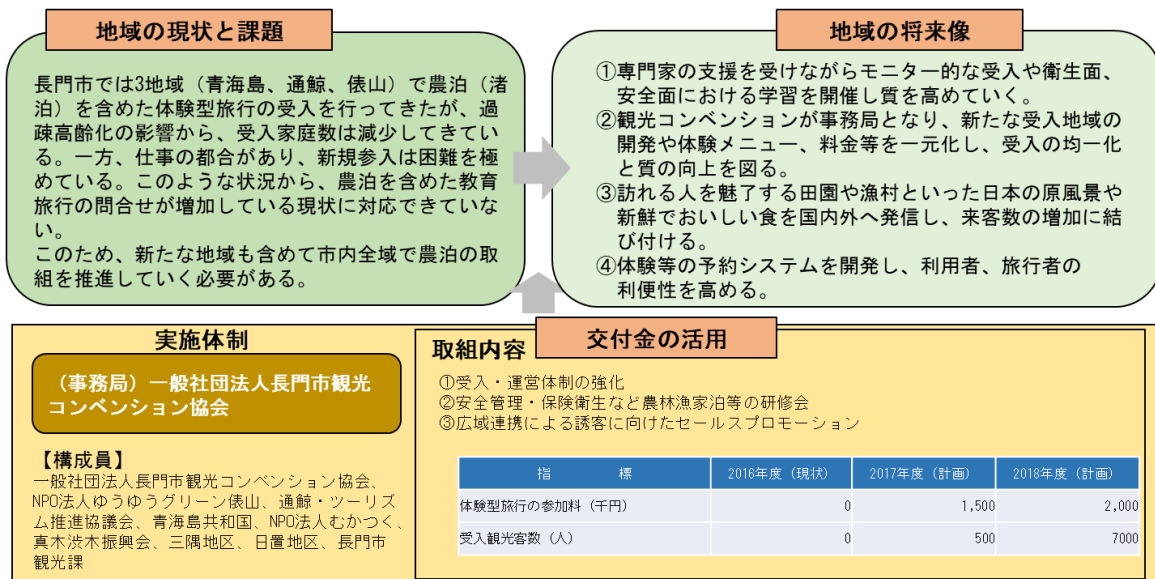 地域の現状と課題
長門市では3地域（青海島、通鯨、俵山）で農泊（渚
泊）を含めた体験型旅行の受入を行ってきたが、過
疎高齢化の影響から、受入家庭数は減少してきてい
る。一方、仕事の都合があり、新規参入は困難を極
めている。このような状況から、農泊を含めた教育
旅行の問合せが増加している現状に対応できていな
い。
このため、新たな地域も含めて市内全域で農泊の取
組を推進していく必要がある。
地域の将来像
①専門家の支援を受けながらモニター的な受入や衛生面、
安全面における学習を開催し質を高めていく。
②観光コンベンションが事務局となり、新たな受入地域の
開発や体験メニュー、料金等を一元化し、受入の均一化
と質の向上を図る。
③訪れる人を魅了する田園や漁村といった日本の原風景や
新鮮でおいしい食を国内外へ発信し、来客数の増加に結
び付ける。
④体験等の予約システムを開発し、利用者、旅行者の
利便性を高める。
交付金の活用
実施体制
（事務局）一般社団法人長門市観光
コンベンション協会
【構成員】
一般社団法人長門市観光コンベンション協会、
NPO法人ゆうゆうグリーン俵山、通鯨・ツーリズ
ム推進協議会、青海島共和国、NPO法人むかつく、
真木渋木振興会、三隅地区、日置地区、長門市
観光課
取組内容
①受入・運営体制の強化
②安全管理・保険衛生など農林漁家泊等の研修会
③広域連携による誘客に向けたセールスプロモーション
指　標 2016年度（現状） 2017年度（計画） 2018年度（計画）
体験型旅行の参加料（千円） 0 1,500 2,000
受入観光客数（人） 0 500 7000